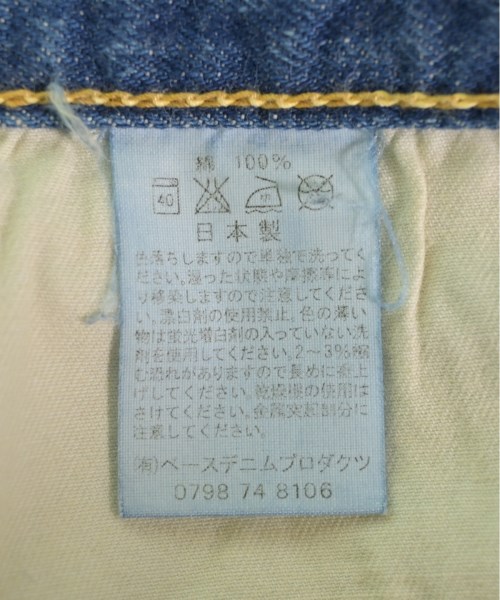 綿 100%
40 中
日本製
色落ちしますので単独で洗ってく
ださい。湿った状態や摩擦等によ
り移染しますので注意してくださ
い。漂白剤の使用禁止。色の薄い
物は蛍光増白剤の入っていない洗
剤を使用してください。2～3%縮
む恐れがありますので長めに裾上
げしてください。乾燥機の使用は
さけてください。金属突起部分に
注意してください。
(有)ベースデニムプロダクツ
0798 74 8106